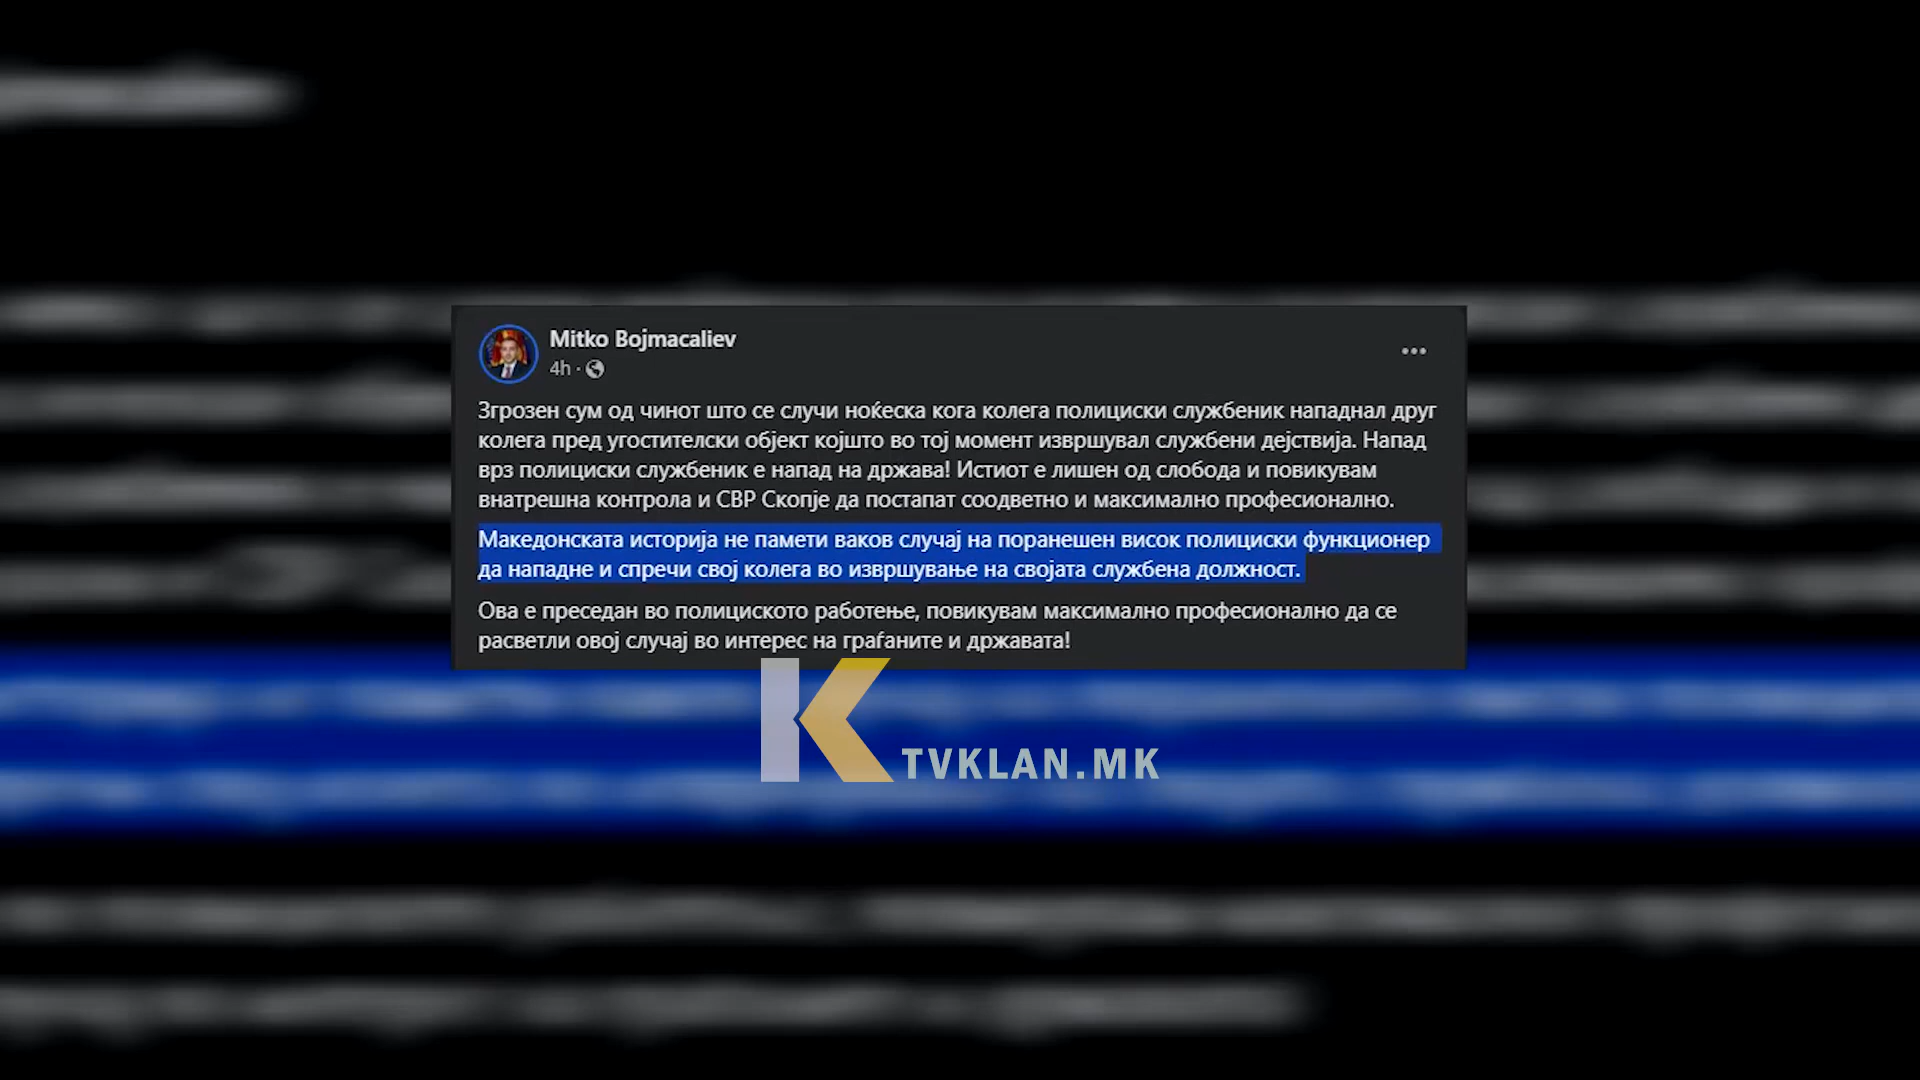 Mitko Bojmacaliev
4h ·
Згрозен сум од чинот што се случи ноќеска кога колега полициски службеник нападнал друг
колега пред угостителски објект којшто во тој момент извршувал службени дејствија. Напад
врз полициски службеник е напад на држава! Истиот е лишен од слобода и повикувам
внатрешна контрола и СВР Скопје да постапат соодветно и максимално професионално.
Македонската историја не памети ваков случај на поранешен висок полициски функционер
да нападне и спречи свој колега во извршување на својата службена должност.
Ова е преседан во полициското работење, повикувам максимално професионално да се
расветли овој случај во интерес на граѓаните и државата!
K TVKLAN.MK